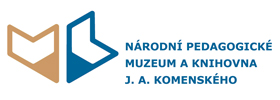 NÁRODNÍ PEDAGOGICKÉ
MUZEUM A KNIHOVNA
J. A. KOMENSKÉHO